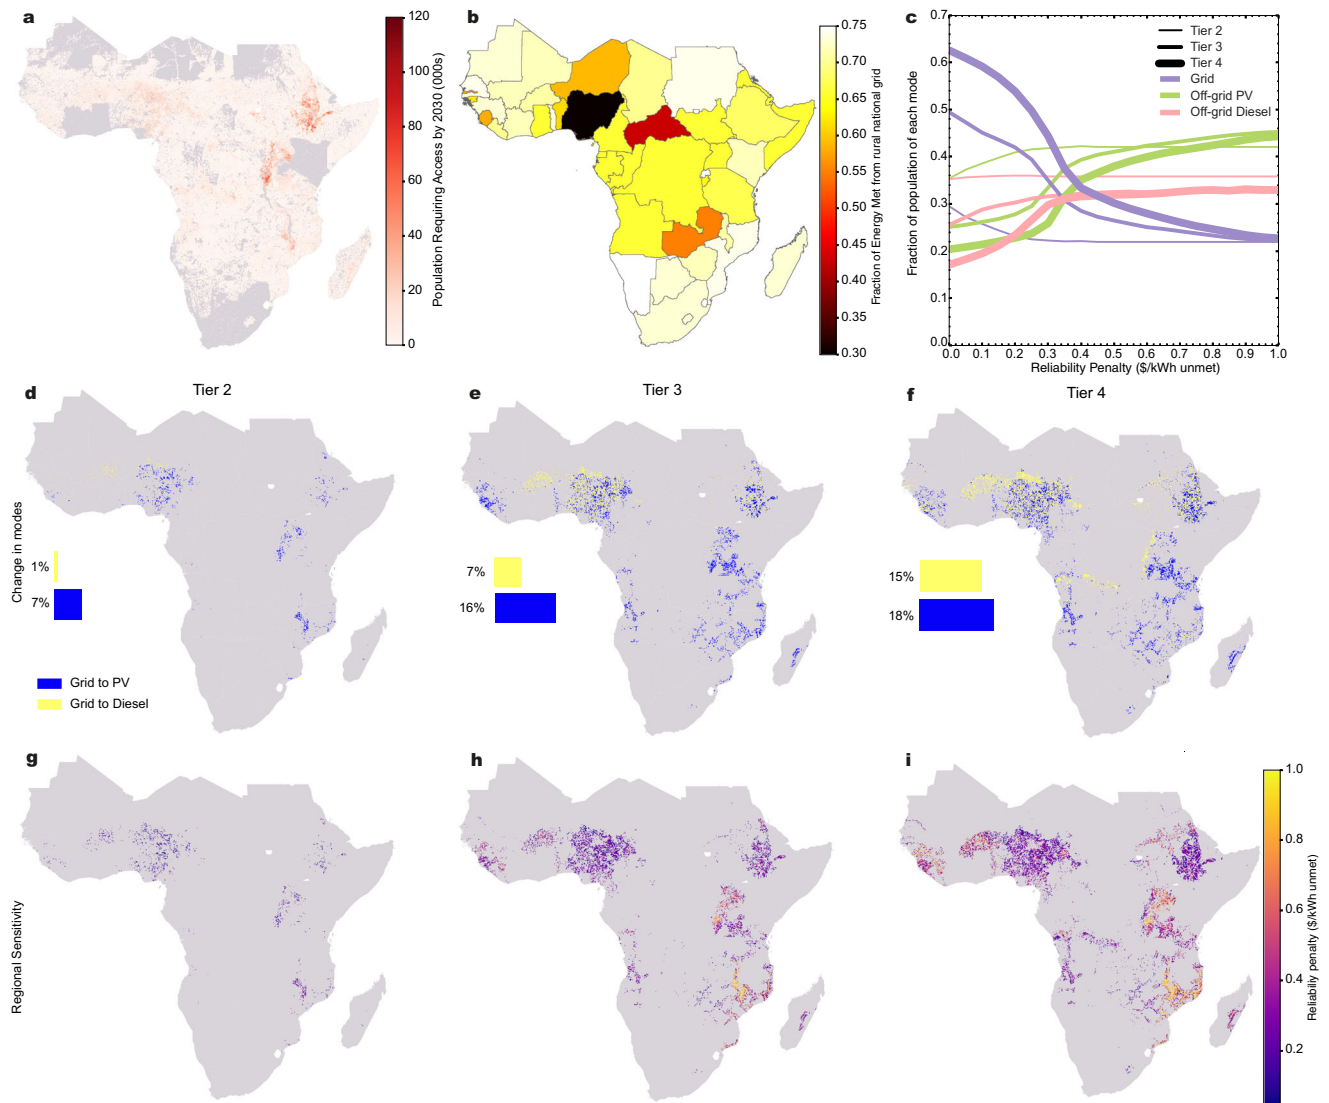 a
120
100
80
60
40
20
0
Population Requiring Access by 2030 (000s)
b
0.75
0.70
0.65
0.60
0.55
0.50
0.45
0.40
0.35
0.30
Fraction of Energy Met from rural national grid
c
0.7
0.6
0.5
0.4
0.3
0.2
0.1
0.0
Fraction of population of each mode
Tier 2
Tier 3
Tier 4
Grid
Off-grid PV
Off-grid Diesel
0.0 0.1 0.2 0.3 0.4 0.5 0.6 0.7 0.8 0.9 1.0
Reliability Penalty ($/kWh unmet)
d
Tier 2
Change in modes
1%
7%
Grid to PV
Grid to Diesel
e
Tier 3
7%
16%
f
Tier 4
15%
18%
g
Regional Sensitivity
h
i
1.0
0.8
0.6
0.4
0.2
Reliability penalty ($/kWh unmet)